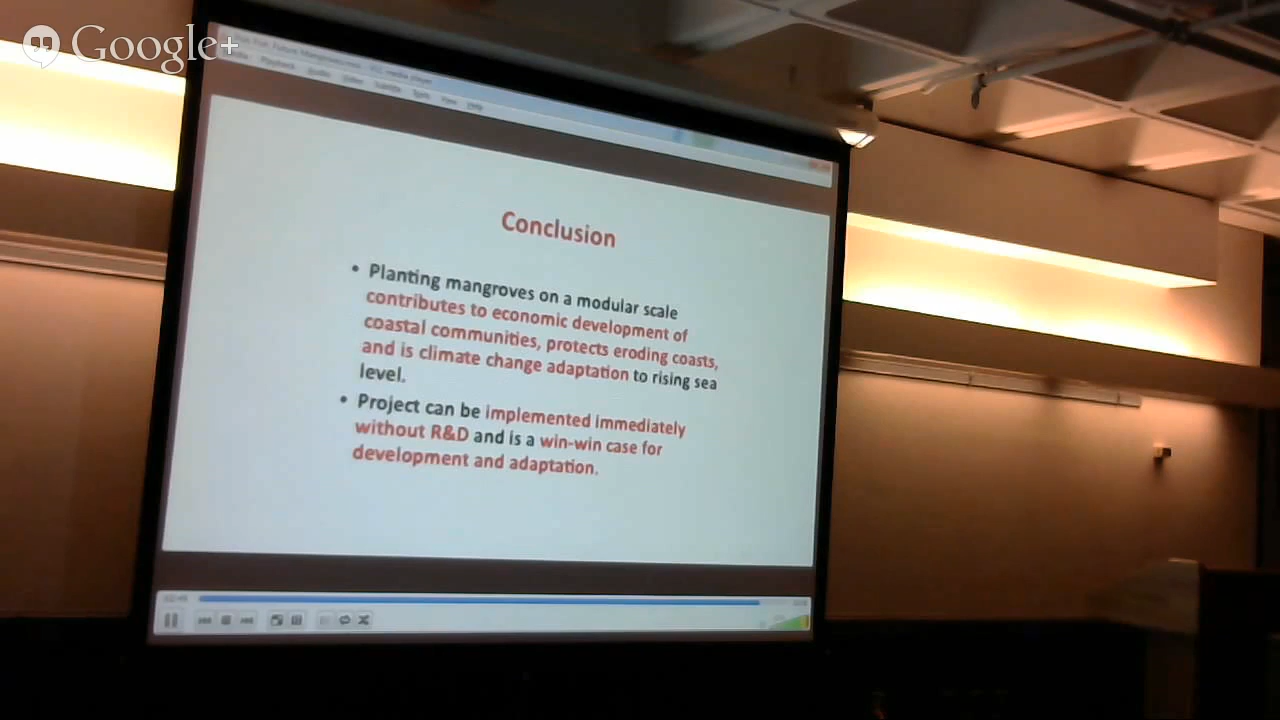 Google+
Conclusion
• Planting mangroves on a modular scale
contributes to economic development of
coastal communities, protects eroding coasts,
and is climate change adaptation to rising sea
level.
• Project can be implemented immediately
without R&D and is a win-win case for
development and adaptation.